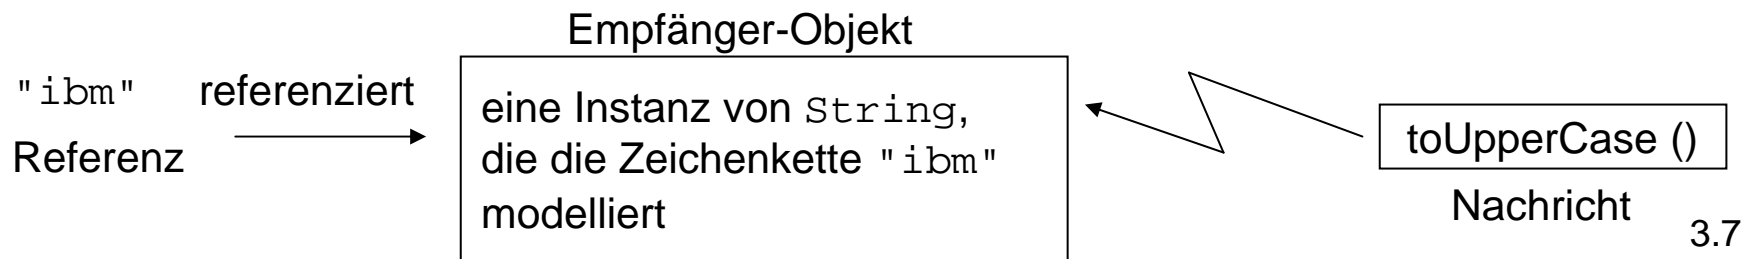 Empfänger-Objekt
"ibm" referenziert
Referenz
eine Instanz von String,
die die Zeichenkette "ibm"
modelliert
toUpperCase ()
Nachricht
3.7